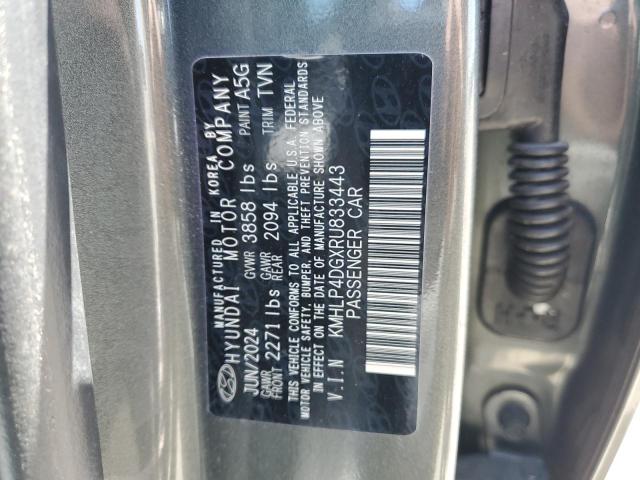 MANUFACTURED IN KOREA BY
HYUNDAI MOTOR COMPANY
JUN/2024 GVWR 3858 lbs PAINT A5G
GAWR FRONT 2271 lbs GAWR REAR 2094 lbs TRIM TVN
THIS VEHICLE CONFORMS TO ALL APPLICABLE U.S.A. FEDERAL
MOTOR VEHICLE SAFETY, BUMPER, AND THEFT PREVENTION STANDARDS
IN EFFECT ON THE DATE OF MANUFACTURE SHOWN ABOVE
V.I.N KMHLP4DGXRU833443
PASSENGER CAR